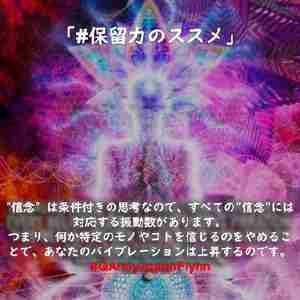 「#保留力のススメ」
"信念" は条件付きの思考なので、すべての"信念"には
対応する振動数があります。
つまり、何か特定のモノやコトを信じるのをやめるこ
とで、あなたのバイブレーションは上昇するのです。
#QArmyJapanFlynn